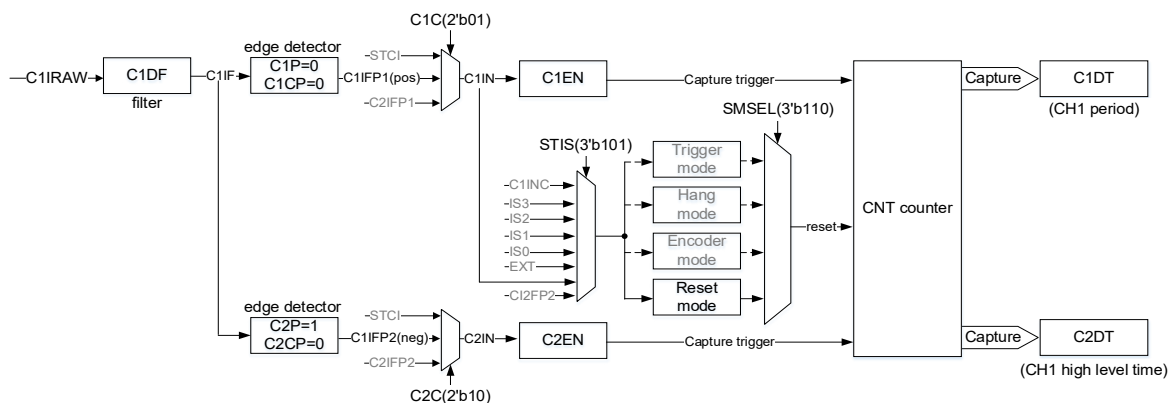 C1C(2'b01)
STCI
edge detector
C1P=0
C1CP=0
C1IRAW
C1DF
filter
C1IF
C1IFP1(pos)
C2IFP1
C1IN
C1EN
Capture trigger
Capture
C1DT
(CH1 period)
SMSEL(3'b110)
STIS(3'b101)
C1INC
IS3
IS2
IS1
IS0
EXT
CI2FP2
Trigger
mode
Hang
mode
Encoder
mode
Reset
mode
reset
CNT counter
edge detector
C2P=1
C2CP=0
STCI
C1IFP2(neg)
C2IFP2
C2IN
C2C(2'b10)
C2EN
Capture trigger
Capture
C2DT
(CH1 high level time)